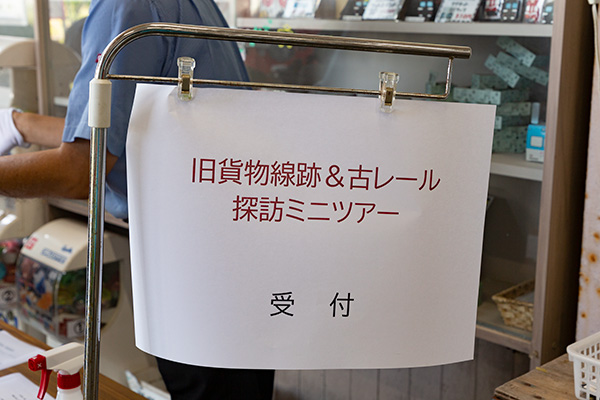 旧貨物線跡&古レール
探訪ミニツアー
受 付